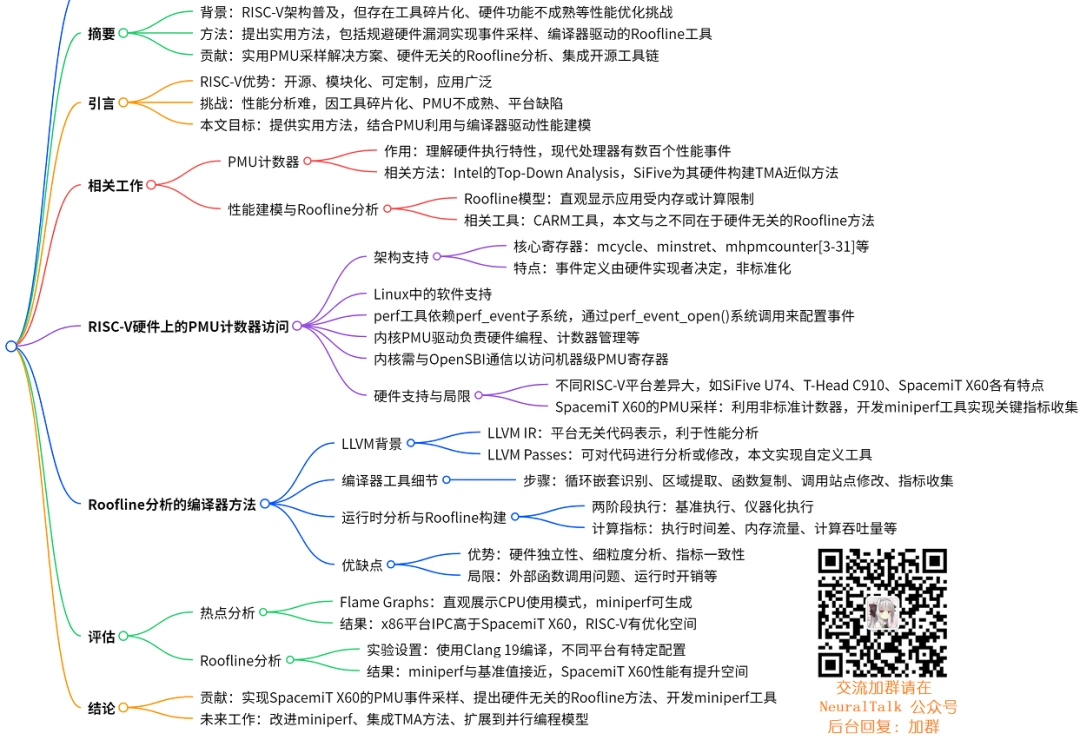 摘要
背景：RISC-V架构普及，但存在工具碎片化、硬件功能不成熟等性能优化挑战
方法：提出实用方法，包括规避硬件漏洞实现事件采样、编译器驱动的Roofline工具
贡献：实用PMU采样解决方案、硬件无关的Roofline分析、集成开源工具链
引言
RISC-V优势：开源、模块化、可定制，应用广泛
挑战：性能分析难，因工具碎片化、PMU不成熟、平台缺陷
本文目标：提供实用方法，结合PMU利用与编译器驱动性能建模
相关工作
PMU计数器
作用：理解硬件执行特性，现代处理器有数百个性能事件
相关方法：Intel的Top-Down Analysis，SiFive为其硬件构建TMA近似方法
性能建模与Roofline分析
Roofline模型：直观显示应用受内存或计算限制
相关工具：CARM工具，本文与之不同在于硬件无关的Roofline方法
RISC-V硬件上的PMU计数器访问
架构支持
核心寄存器：mcycle、minstret、mhpmcounter[3-31]等
特点：事件定义由硬件实现者决定，非标准化
Linux中的软件支持
perf工具依赖perf_event子系统，通过perf_event_open()系统调用来配置事件
内核PMU驱动负责硬件编程、计数器管理等
内核需与OpenSBI通信以访问机器级PMU寄存器
硬件支持与局限
不同RISC-V平台差异大，如SiFive U74、T-Head C910、SpacemiT X60各有特点
SpacemiT X60的PMU采样：利用非标准计数器，开发miniperf工具实现关键指标收集
Roofline分析的编译器方法
LLVM背景
LLVM IR：平台无关代码表示，利于性能分析
LLVM Passes：可对代码进行分析或修改，本文实现自定义工具
编译器工具细节
步骤：循环嵌套识别、区域提取、函数复制、调用站点修改、指标收集
运行时分析与Roofline构建
两阶段执行：基准执行、仪器化执行
计算指标：执行时间差、内存流量、计算吞吐量等
优缺点
优势：硬件独立性、细粒度分析、指标一致性
局限：外部函数调用问题、运行时开销等
评估
热点分析
Flame Graphs：直观展示CPU使用模式，miniperf可生成
结果：x86平台IPC高于SpacemiT X60，RISC-V有优化空间
Roofline分析
实验设置：使用Clang 19编译，不同平台有特定配置
结果：miniperf与基准值接近，SpacemiT X60性能有提升空间
结论
贡献：实现SpacemiT X60的PMU事件采样、提出硬件无关的Roofline方法、开发miniperf工具
未来工作：改进miniperf、集成TMA方法、扩展到并行编程模型
交流加群请在
NeuralTalk 公众号
后台回复：加群